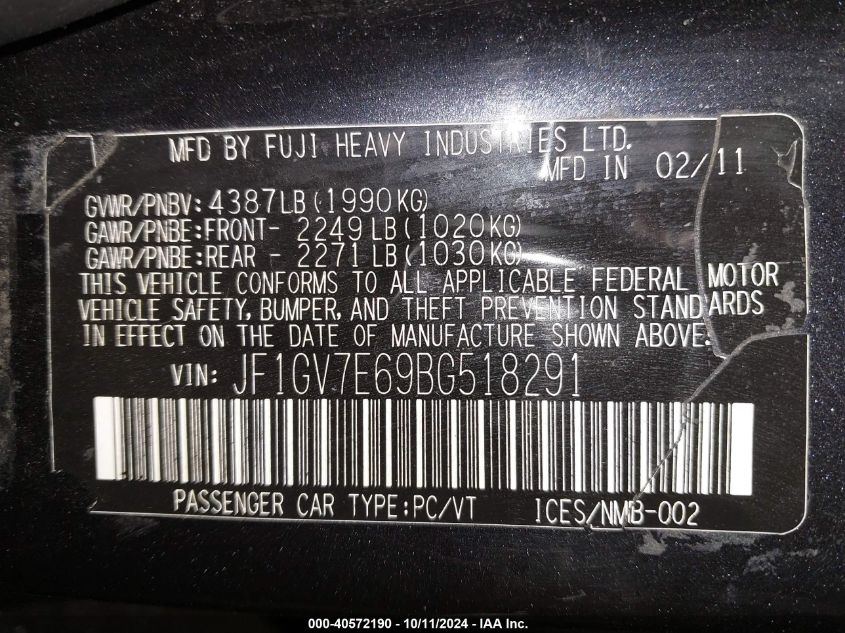 MFD BY FUJI HEAVY INDUSTRIES LTD.
MFD IN 02/11
GVWR/PNBV: 4387LB (1990KG)
GAWR/PNBE:FRONT- 2249 LB (1020KG)
GAWR/PNBE:REAR - 2271 LB (1030KG)
THIS VEHICLE CONFORMS TO ALL APPLICABLE FEDERAL MOTOR
VEHICLE SAFETY, BUMPER, AND THEFT PREVENTION STANDARDS
IN EFFECT ON THE DATE OF MANUFACTURE SHOWN ABOVE.
VIN: JF1GV7E69BG518291
PASSENGER CAR TYPE:PC/VT ICES/NMB-002
000-40572190 - 10/11/2024 - IAA Inc.